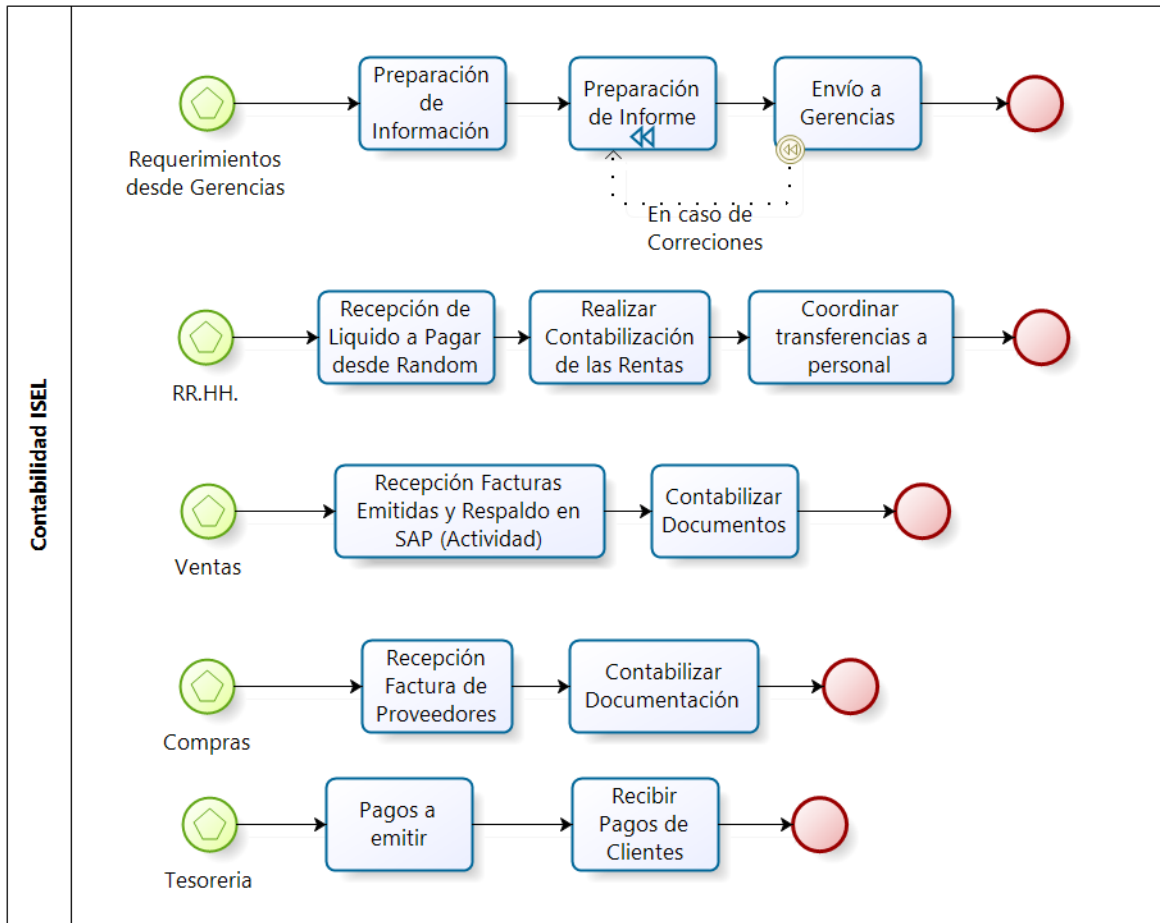 Contabilidad ISEL
Requerimientos
desde Gerencias
Preparación
de
Información
Preparación
de Informe
Envío a
Gerencias
En caso de
Correciones
RR.HH.
Recepción de
Liquido a Pagar
desde Random
Realizar
Contabilización
de las Rentas
Coordinar
transferencias a
personal
Ventas
Recepción Facturas
Emitidas y Respaldo en
SAP (Actividad)
Contabilizar
Documentos
Compras
Recepción
Factura de
Proveedores
Contabilizar
Documentación
Tesoreria
Pagos a
emitir
Recibir
Pagos de
Clientes